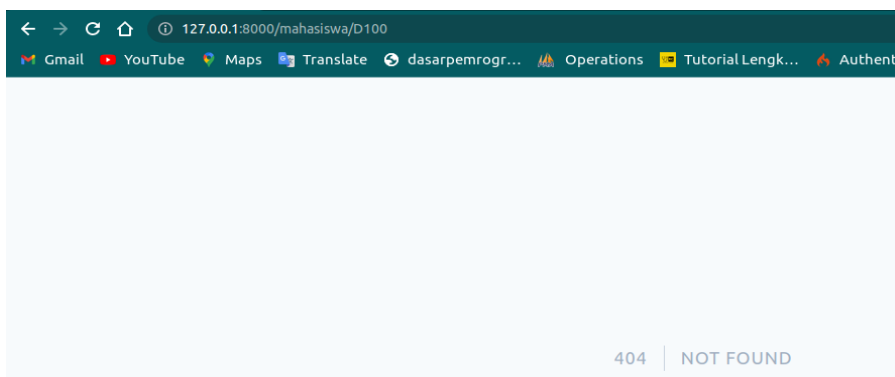 127.0.0.1:8000/mahasiswa/D100
Gmail YouTube Maps Translate dasarpemrogr... Operations Tutorial Lengk... Authent
404 NOT FOUND